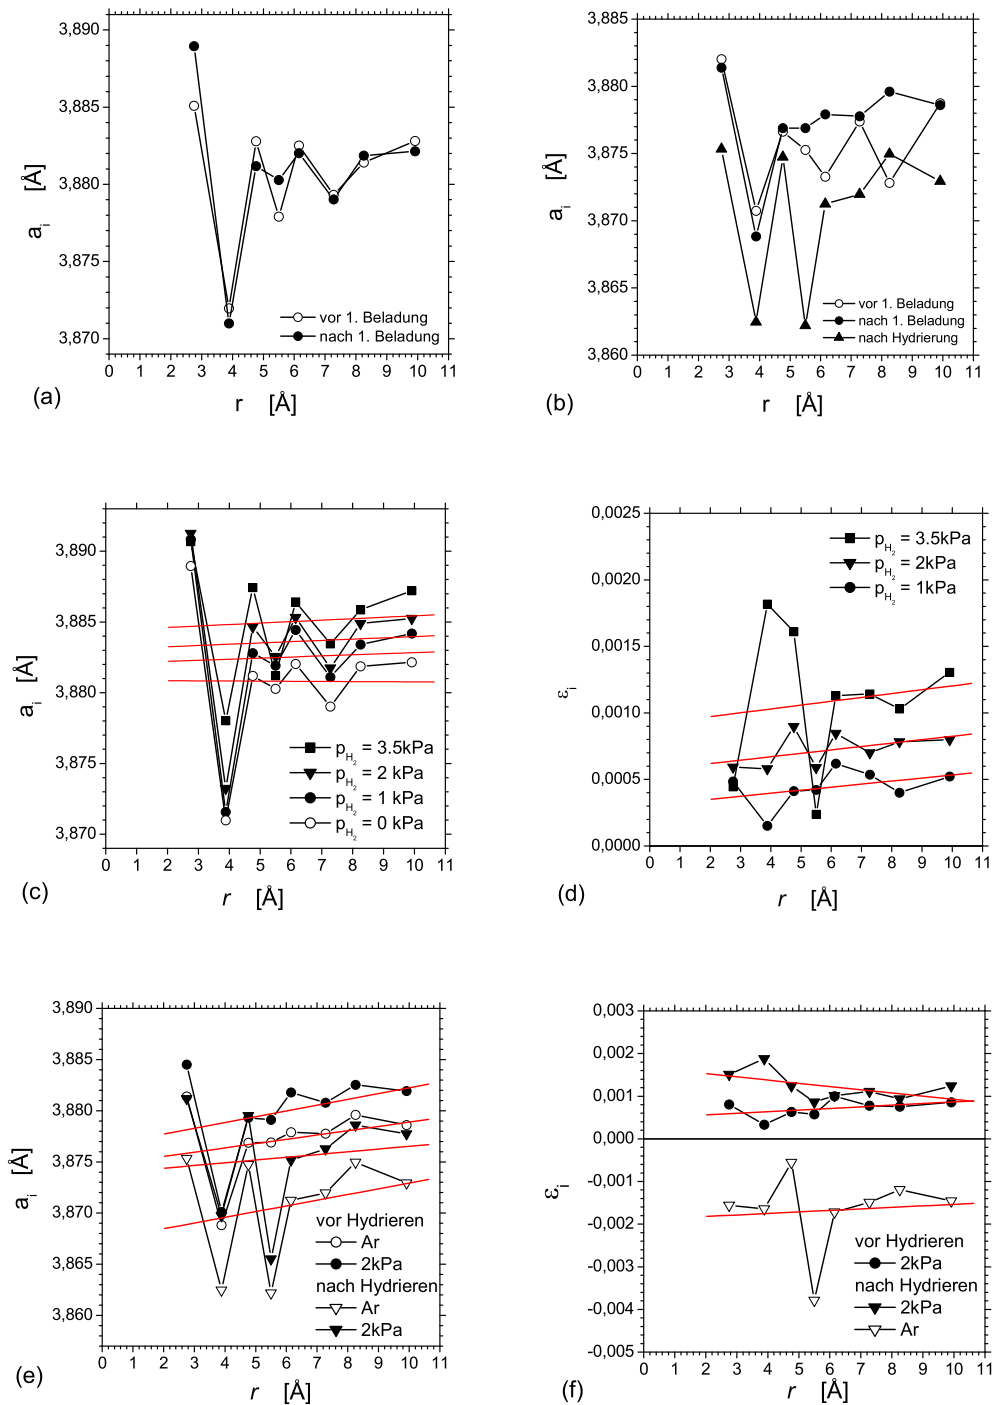 3,890
3,885
3,880
3,875
3,870
a_i [Å]
vor 1. Beladung
nach 1. Beladung
0 1 2 3 4 5 6 7 8 9 10 11
r [Å]
(a)
3,885
3,880
3,875
3,870
3,865
3,860
a_i [Å]
vor 1. Beladung
nach 1. Beladung
nach Hydrierung
0 1 2 3 4 5 6 7 8 9 10 11
r [Å]
(b)
3,890
3,885
3,880
3,875
3,870
a_i [Å]
p_H₂ = 3.5kPa
p_H₂ = 2 kPa
p_H₂ = 1 kPa
p_H₂ = 0 kPa
0 1 2 3 4 5 6 7 8 9 10 11
r [Å]
(c)
0,0025
0,0020
0,0015
0,0010
0,0005
0,0000
ε_i
p_H₂ = 3.5kPa
p_H₂ = 2kPa
p_H₂ = 1kPa
0 1 2 3 4 5 6 7 8 9 10 11
r [Å]
(d)
3,890
3,885
3,880
3,875
3,870
3,865
3,860
a_i [Å]
vor Hydrieren
Ar
2kPa
nach Hydrieren
Ar
2kPa
0 1 2 3 4 5 6 7 8 9 10 11
r [Å]
(e)
0,003
0,002
0,001
0,000
-0,001
-0,002
-0,003
-0,004
-0,005
ε_i
vor Hydrieren
2kPa
nach Hydrieren
2kPa
Ar
0 1 2 3 4 5 6 7 8 9 10 11
r [Å]
(f)